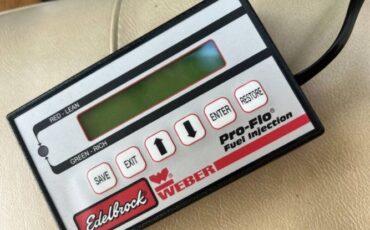 RED - LEAN
GREEN - RICH
SAVE
EXIT
ENTER
RESTORE
Pro-Flo®
Fuel Injection
WEBER
Edelbrock